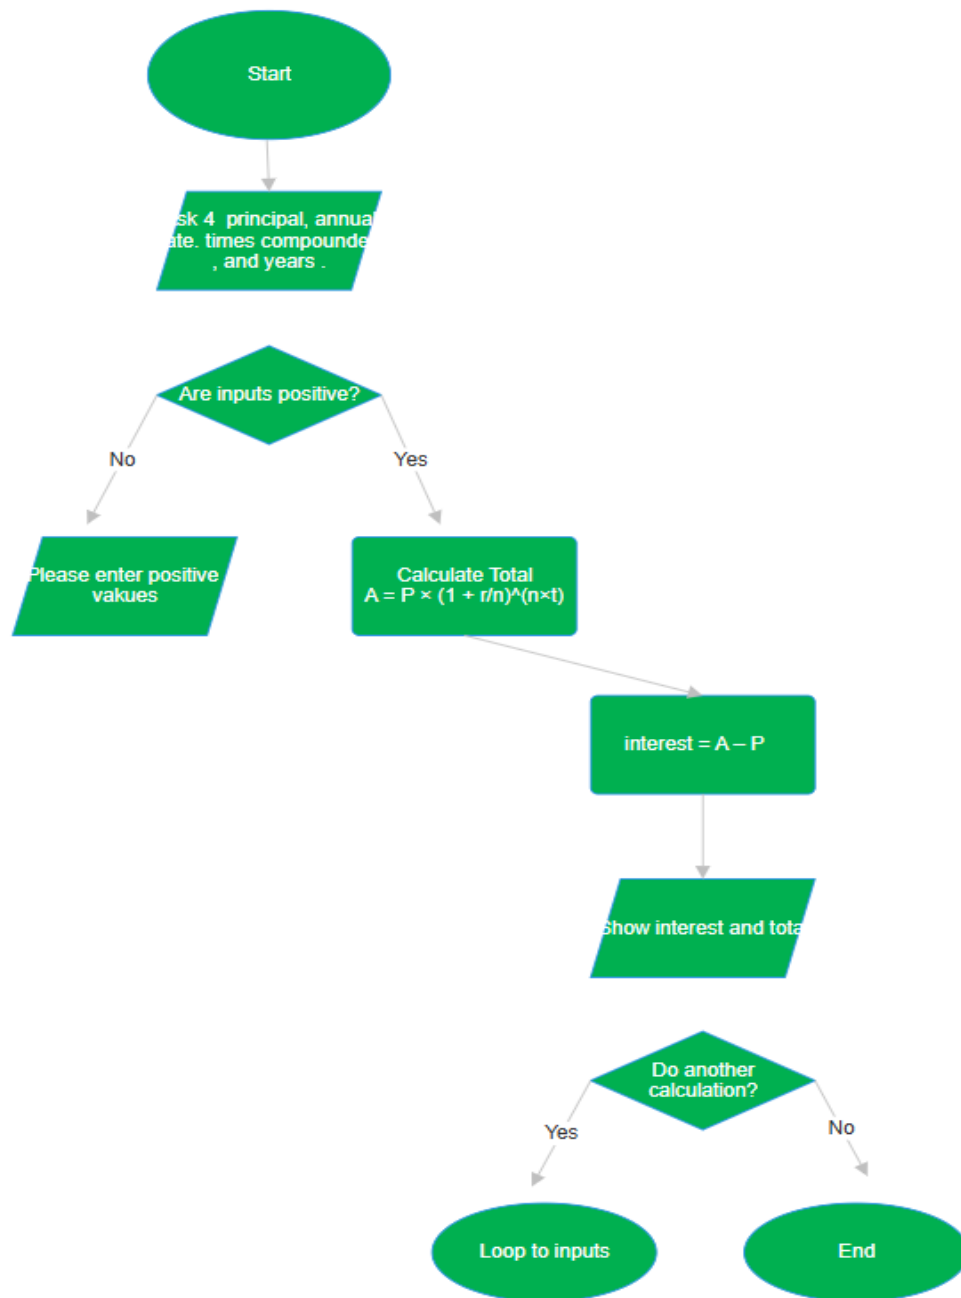 Start
sk 4 principal, annual
ate. times compounde
, and years .
Are inputs positive?
No
Yes
Please enter positive
vakues
Calculate Total
A = P × (1 + r/n)^(n×t)
interest = A – P
Show interest and tota
Do another
calculation?
Yes
No
Loop to inputs
End